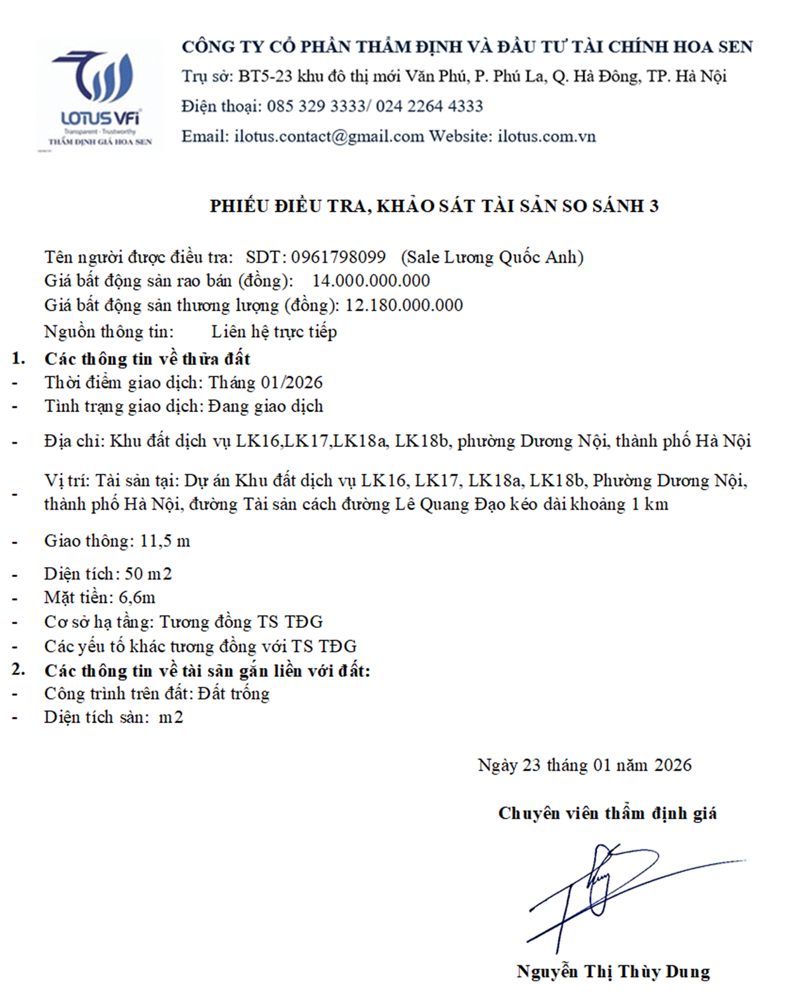 CÔNG TY CỔ PHẦN THẨM ĐỊNH VÀ ĐẦU TƯ TÀI CHÍNH HOA SEN
Trụ sở: BT5-23 khu đô thị mới Văn Phú, P. Phú La, Q. Hà Đông, TP. Hà Nội
Điện thoại: 085 329 3333/ 024 2264 4333
Email: ilotus.contact@gmail.com Website: ilotus.com.vn
LOTUS VFi
Transparent - Trustworthy
THẨM ĐỊNH GIÁ HOA SEN
PHIẾU ĐIỀU TRA, KHẢO SÁT TÀI SẢN SO SÁNH 3
Tên người được điều tra: SDT: 0961798099 (Sale Lương Quốc Anh)
Giá bất động sản rao bán (đồng): 14.000.000.000
Giá bất động sản thương lượng (đồng): 12.180.000.000
Nguồn thông tin: Liên hệ trực tiếp
1. Các thông tin về thửa đất
- Thời điểm giao dịch: Tháng 01/2026
- Tình trạng giao dịch: Đang giao dịch
- Địa chỉ: Khu đất dịch vụ LK16,LK17,LK18a, LK18b, phường Dương Nội, thành phố Hà Nội
- Vị trí: Tài sản tại: Dự án Khu đất dịch vụ LK16, LK17, LK18a, LK18b, Phường Dương Nội,
thành phố Hà Nội, đường Tài sản cách đường Lê Quang Đạo kéo dài khoảng 1 km
- Giao thông: 11,5 m
- Diện tích: 50 m2
- Mặt tiền: 6,6m
- Cơ sở hạ tầng: Tương đồng TS TĐG
- Các yếu tố khác tương đồng với TS TĐG
2. Các thông tin về tài sản gắn liền với đất:
- Công trình trên đất: Đất trống
- Diện tích sàn: m2
Ngày 23 tháng 01 năm 2026
Chuyên viên thẩm định giá
Nguyễn Thị Thùy Dung